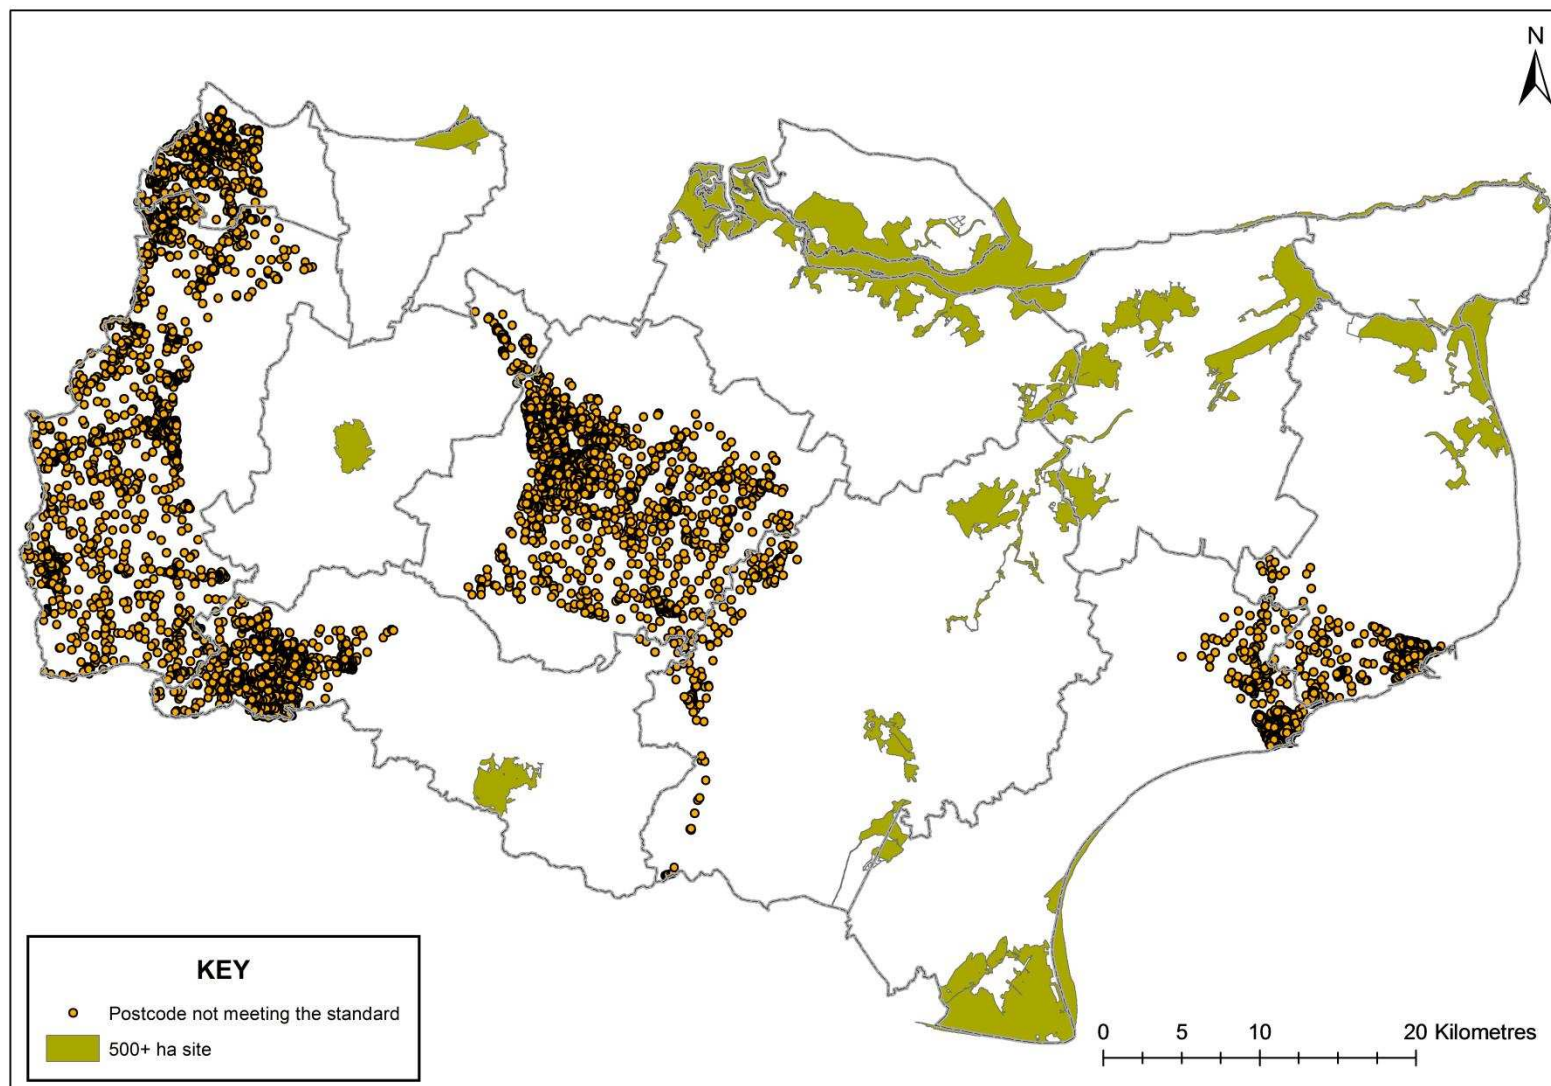 N
KEY
Postcode not meeting the standard
500+ ha site
0 5 10 20 Kilometres